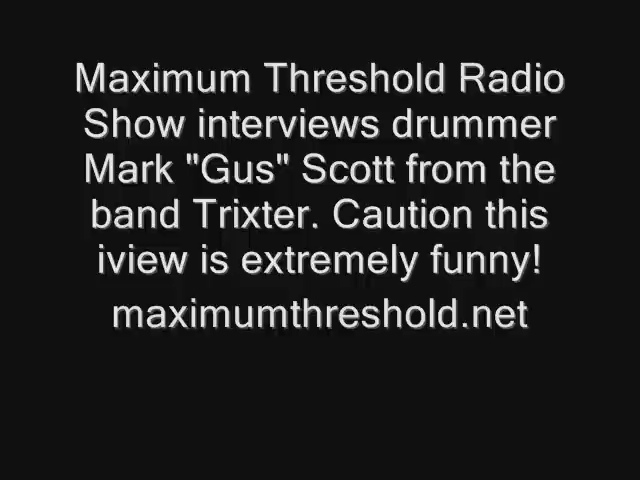 Maximum Threshold Radio
Show interviews drummer
Mark "Gus" Scott from the
band Trixter. Caution this
iview is extremely funny!
maximumthreshold.net